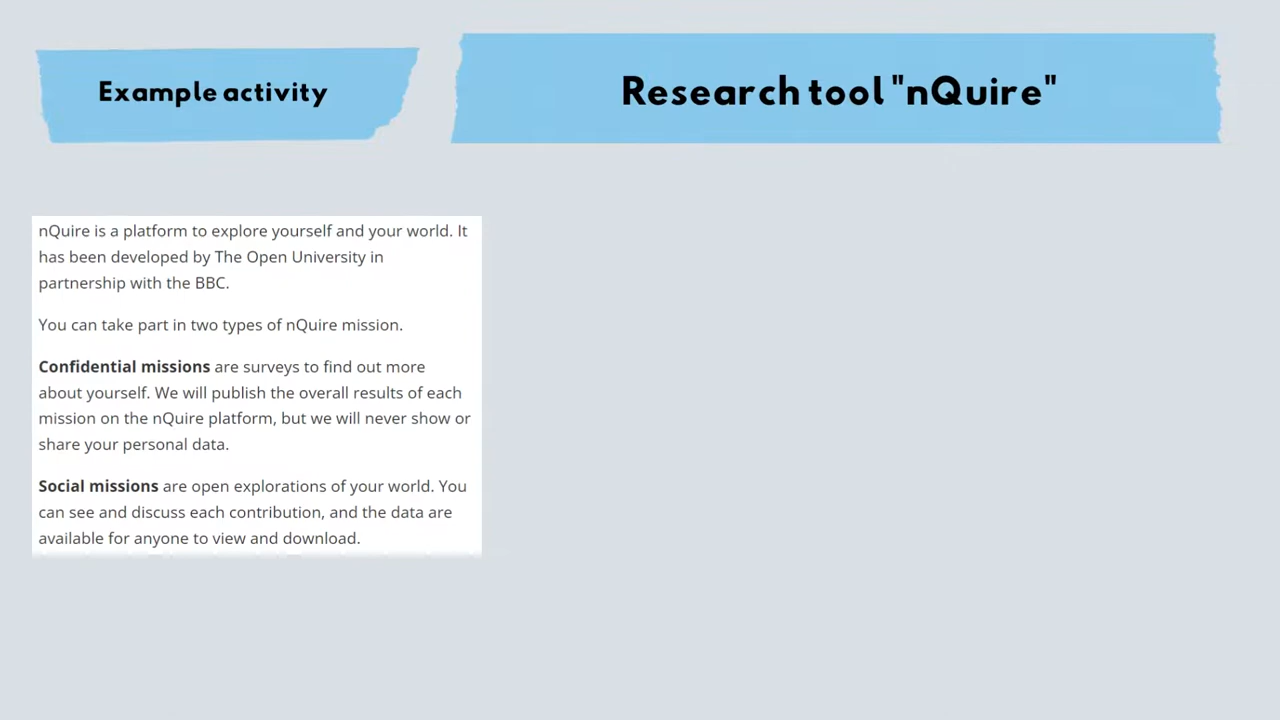 Example activity
Research tool "nQuire"
nQuire is a platform to explore yourself and your world. It
has been developed by The Open University in
partnership with the BBC.
You can take part in two types of nQuire mission.
Confidential missions are surveys to find out more
about yourself. We will publish the overall results of each
mission on the nQuire platform, but we will never show or
share your personal data.
Social missions are open explorations of your world. You
can see and discuss each contribution, and the data are
available for anyone to view and download.